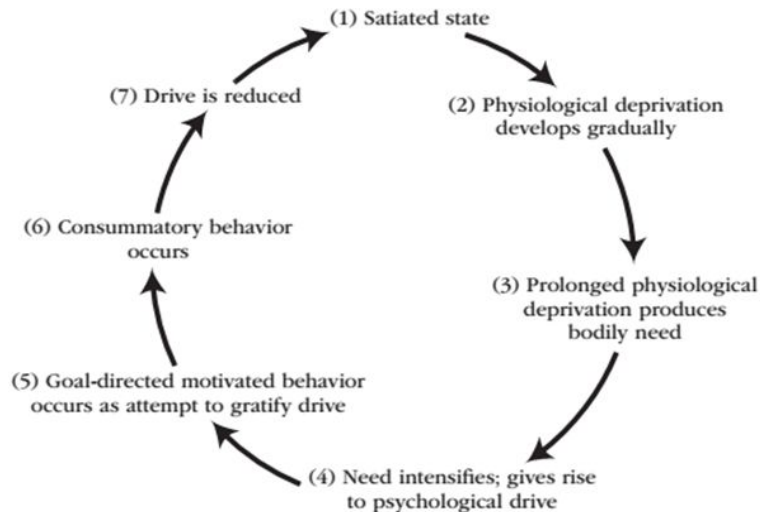 (1) Satiated state
(2) Physiological deprivation
develops gradually
(3) Prolonged physiological
deprivation produces
bodily need
(4) Need intensifies; gives rise
to psychological drive
(5) Goal-directed motivated behavior
occurs as attempt to gratify drive
(6) Consummatory behavior
occurs
(7) Drive is reduced